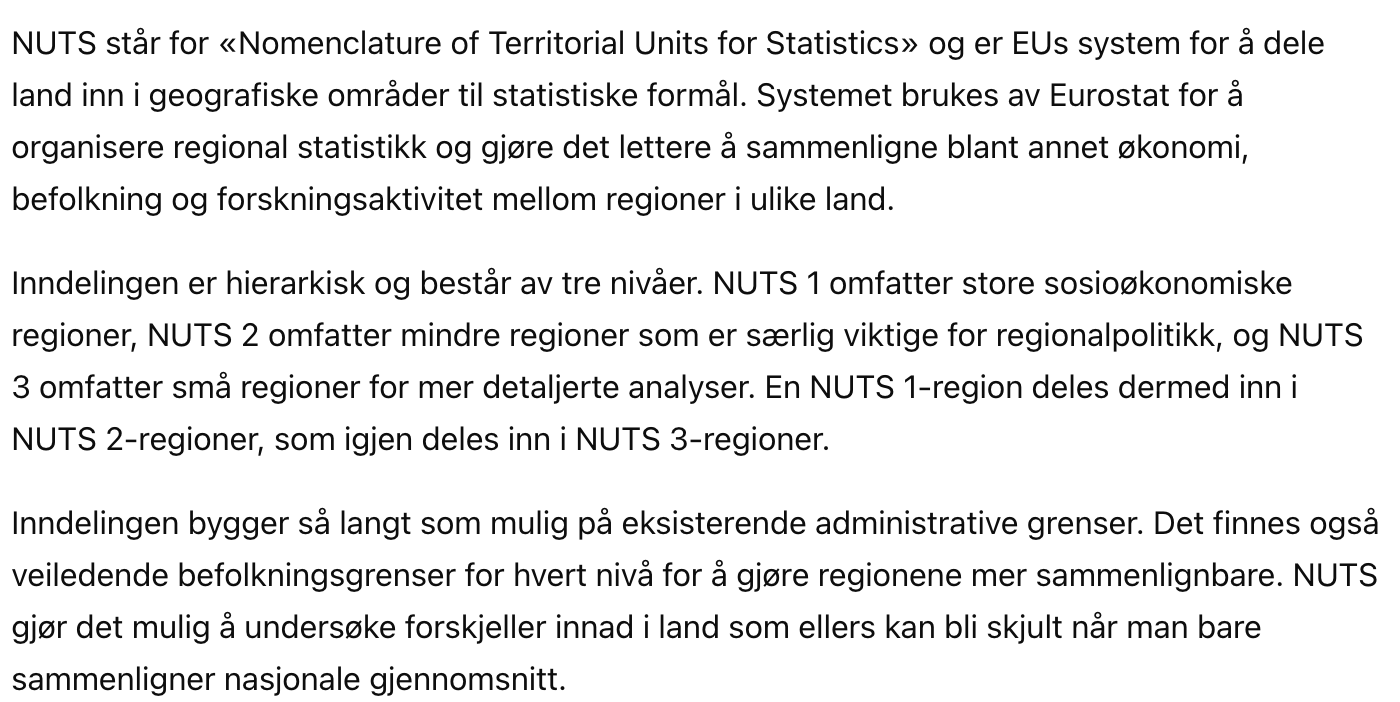 NUTS står for «Nomenclature of Territorial Units for Statistics» og er EUs system for å dele
land inn i geografiske områder til statistiske formål. Systemet brukes av Eurostat for å
organisere regional statistikk og gjøre det lettere å sammenligne blant annet økonomi,
befolkning og forskningsaktivitet mellom regioner i ulike land.
Inndelingen er hierarkisk og består av tre nivåer. NUTS 1 omfatter store sosioøkonomiske
regioner, NUTS 2 omfatter mindre regioner som er særlig viktige for regionalpolitikk, og NUTS
3 omfatter små regioner for mer detaljerte analyser. En NUTS 1-region deles dermed inn i
NUTS 2-regioner, som igjen deles inn i NUTS 3-regioner.
Inndelingen bygger så langt som mulig på eksisterende administrative grenser. Det finnes også
veiledende befolkningsgrenser for hvert nivå for å gjøre regionene mer sammenlignbare. NUTS
gjør det mulig å undersøke forskjeller innad i land som ellers kan bli skjult når man bare
sammenligner nasjonale gjennomsnitt.